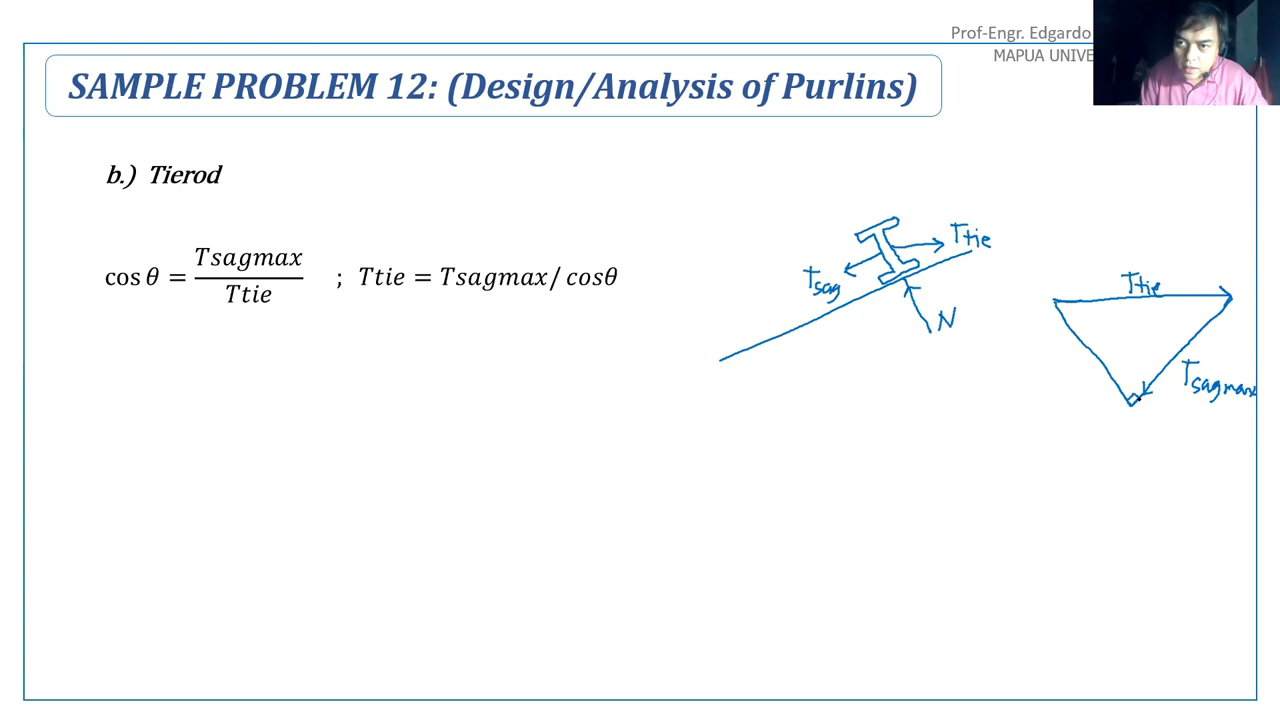 Prof-Engr. Edgardo
MAPUA UNIVE
SAMPLE PROBLEM 12: (Design/Analysis of Purlins)
b.) Tierod
cos θ = Tsagmax / Ttie ; Ttie = Tsagmax/ cosθ
Ttie
Tsag
N
Ttie
Tsagmax